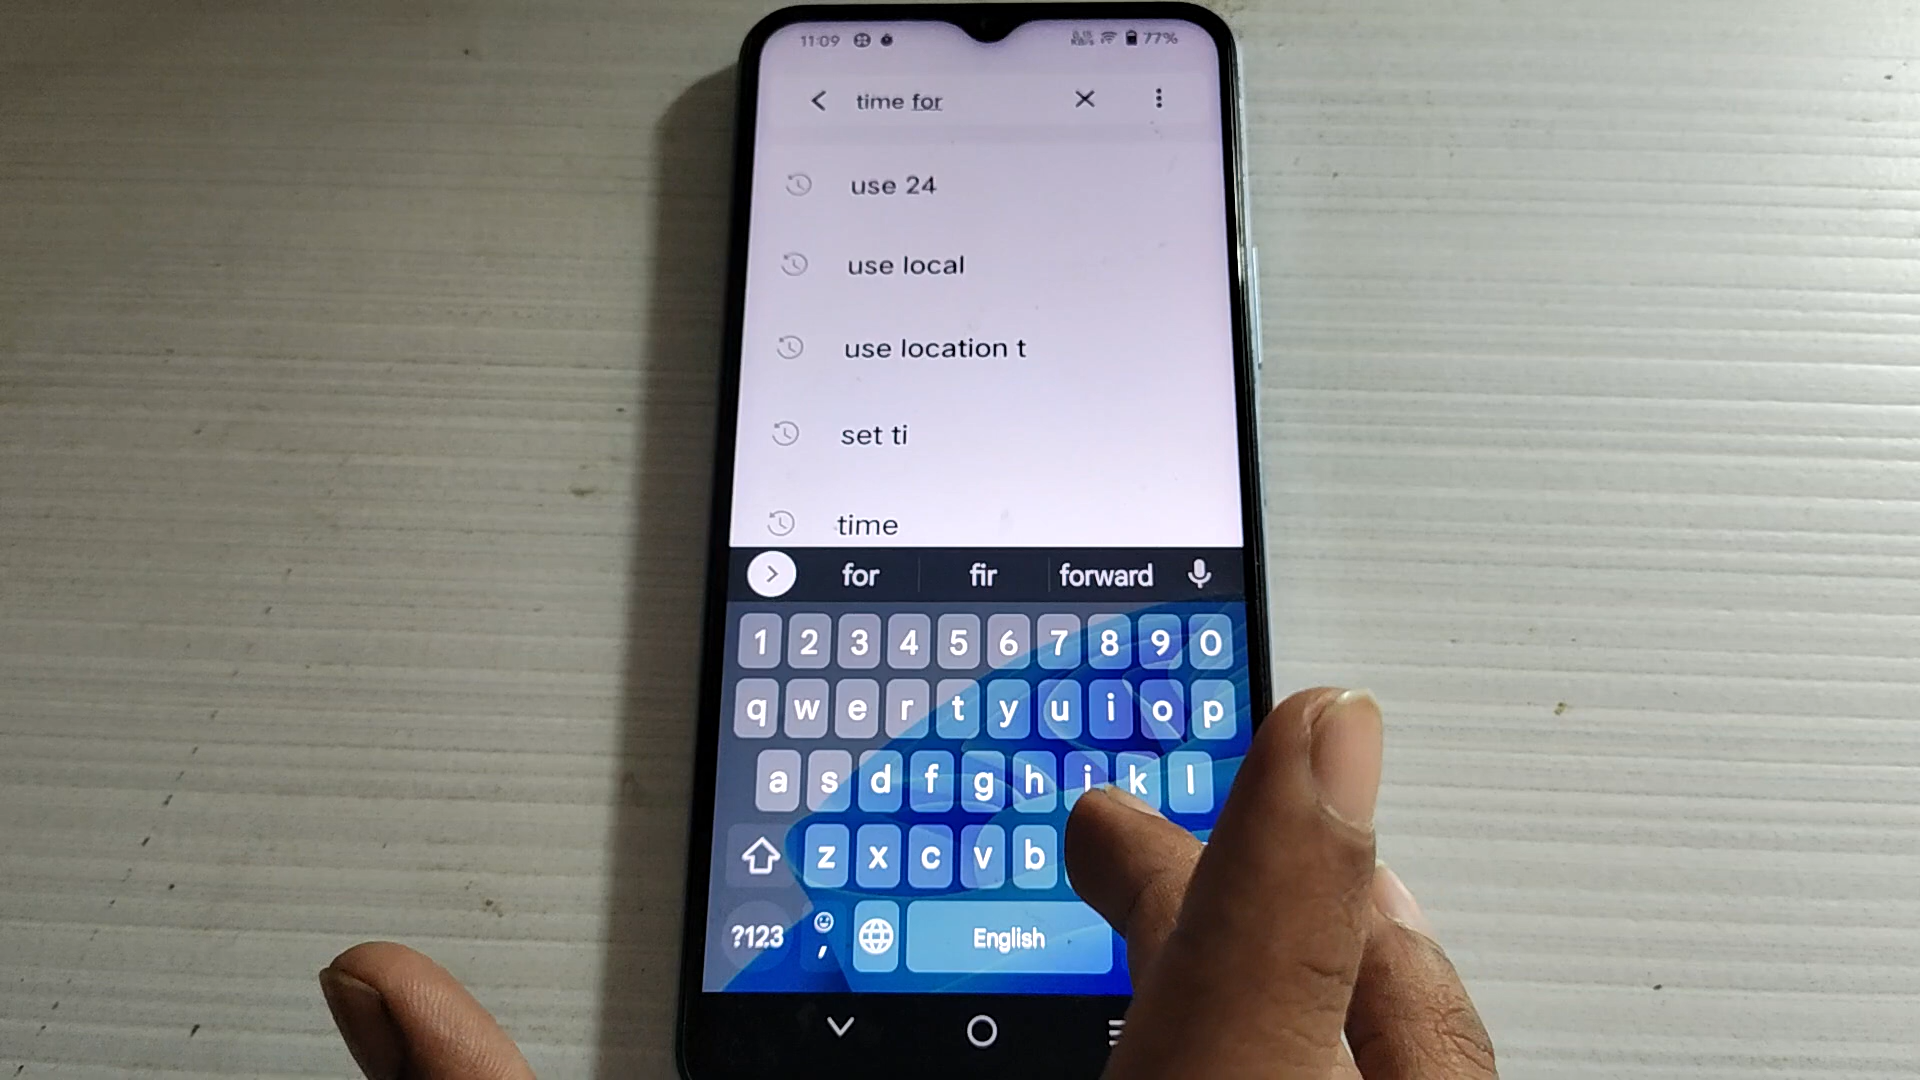 11:09 77%
time for
use 24
use local
use location t
set ti
time
for fir forward
1 2 3 4 5 6 7 8 9 0
q w e r t y u i o p
a s d f g h j k l
z x c v b
?123 , English